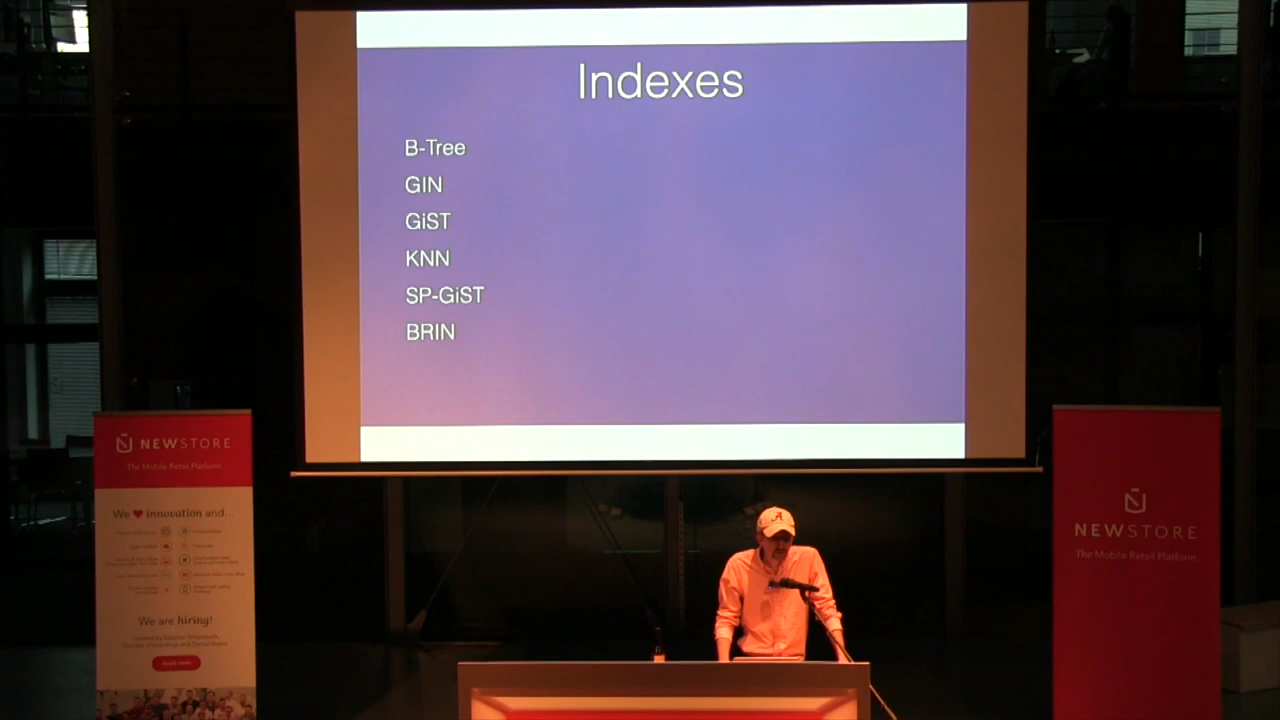 Indexes
B-Tree
GIN
GiST
KNN
SP-GiST
BRIN
NEWSTORE
The Mobile Retail Platform
We innovation and...
We are hiring!
A
NEWSTORE
The Mobile Retail Platform